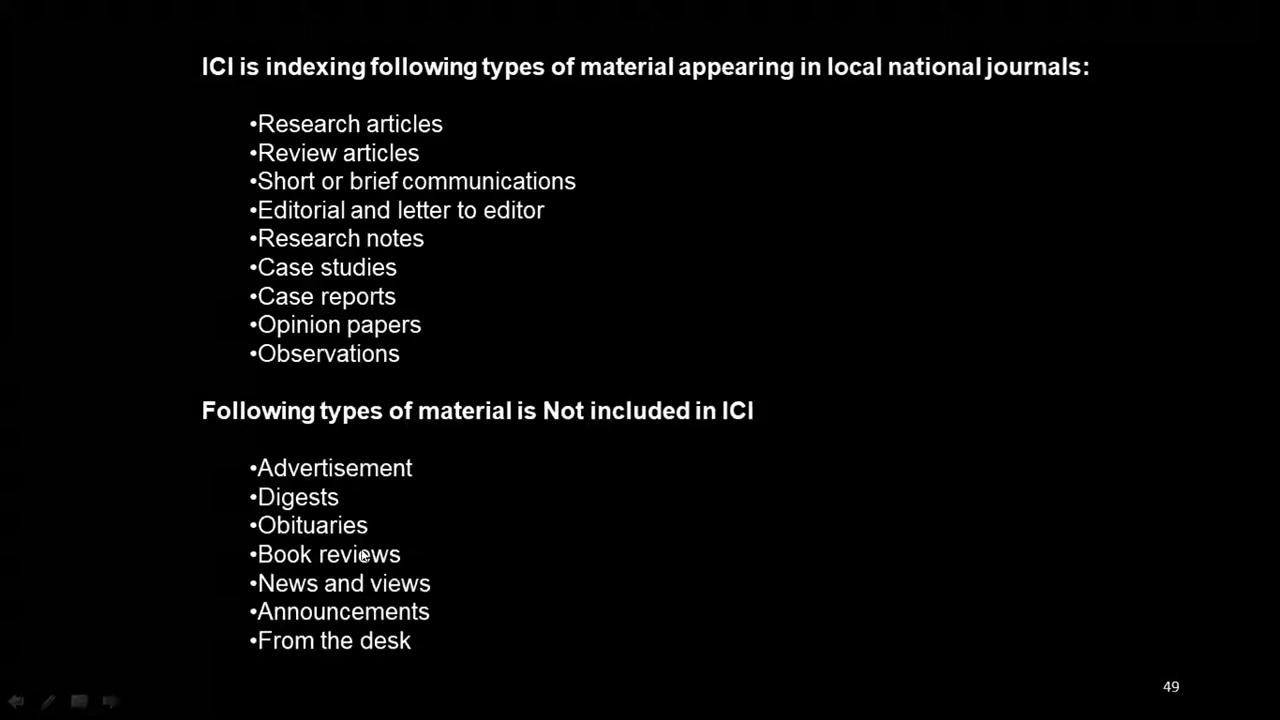 ICI is indexing following types of material appearing in local national journals:
•Research articles
•Review articles
•Short or brief communications
•Editorial and letter to editor
•Research notes
•Case studies
•Case reports
•Opinion papers
•Observations
Following types of material is Not included in ICI
•Advertisement
•Digests
•Obituaries
•Book reviews
•News and views
•Announcements
•From the desk
49